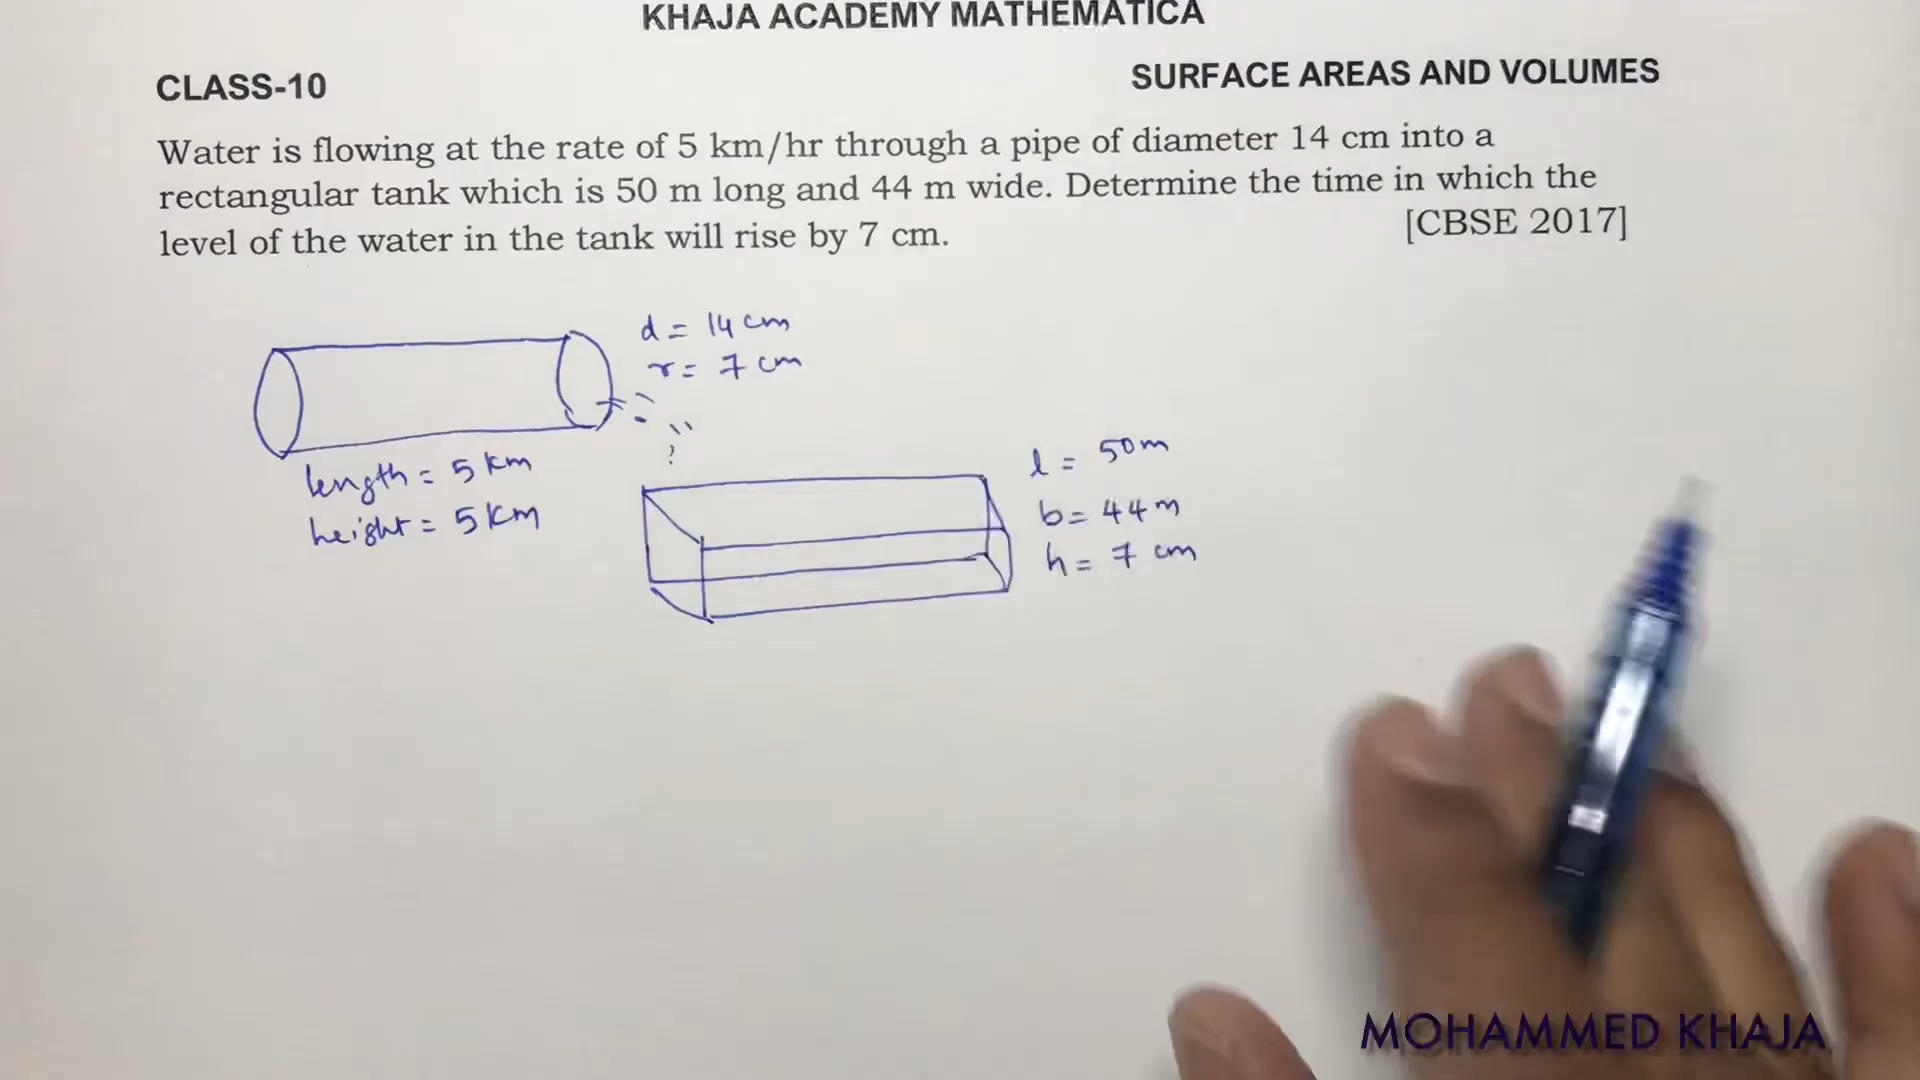 KHAJA ACADEMY MATHEMATICA
CLASS-10
SURFACE AREAS AND VOLUMES
Water is flowing at the rate of 5 km/hr through a pipe of diameter 14 cm into a
rectangular tank which is 50 m long and 44 m wide. Determine the time in which the
level of the water in the tank will rise by 7 cm.
[CBSE 2017]
d = 14 cm
r = 7 cm
length = 5 km
height = 5 km
l = 50 m
b = 44 m
h = 7 cm
MOHAMMED KHAJA